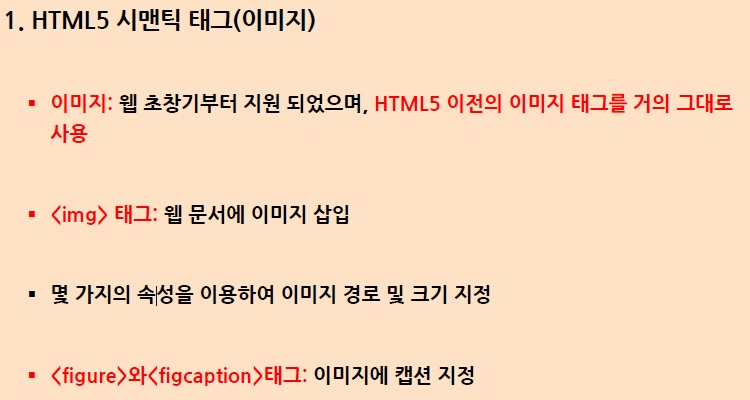 1. HTML5 시맨틱 태그(이미지)
▪ 이미지: 웹 초창기부터 지원 되었으며, HTML5 이전의 이미지 태그를 거의 그대로
사용
▪ <img> 태그: 웹 문서에 이미지 삽입
▪ 몇 가지의 속성을 이용하여 이미지 경로 및 크기 지정
▪ <figure>와<figcaption>태그: 이미지에 캡션 지정